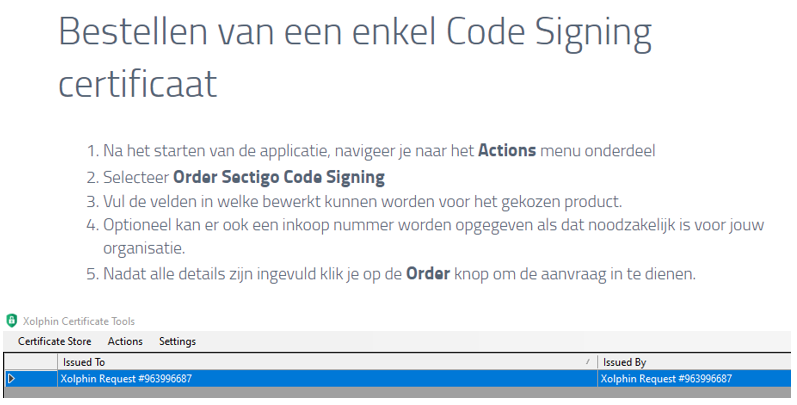 Bestellen van een enkel Code Signing
certificaat
1. Na het starten van de applicatie, navigeer je naar het Actions menu onderdeel
2. Selecteer Order Sectigo Code Signing
3. Vul de velden in welke bewerkt kunnen worden voor het gekozen product.
4. Optioneel kan er ook een inkoop nummer worden opgegeven als dat noodzakelijk is voor jouw
organisatie.
5. Nadat alle details zijn ingevuld klik je op de Order knop om de aanvraag in te dienen.
Xolphin Certificate Tools
Certificate Store Actions Settings
Issued To / Issued By
Xolphin Request #963996687 Xolphin Request #963996687